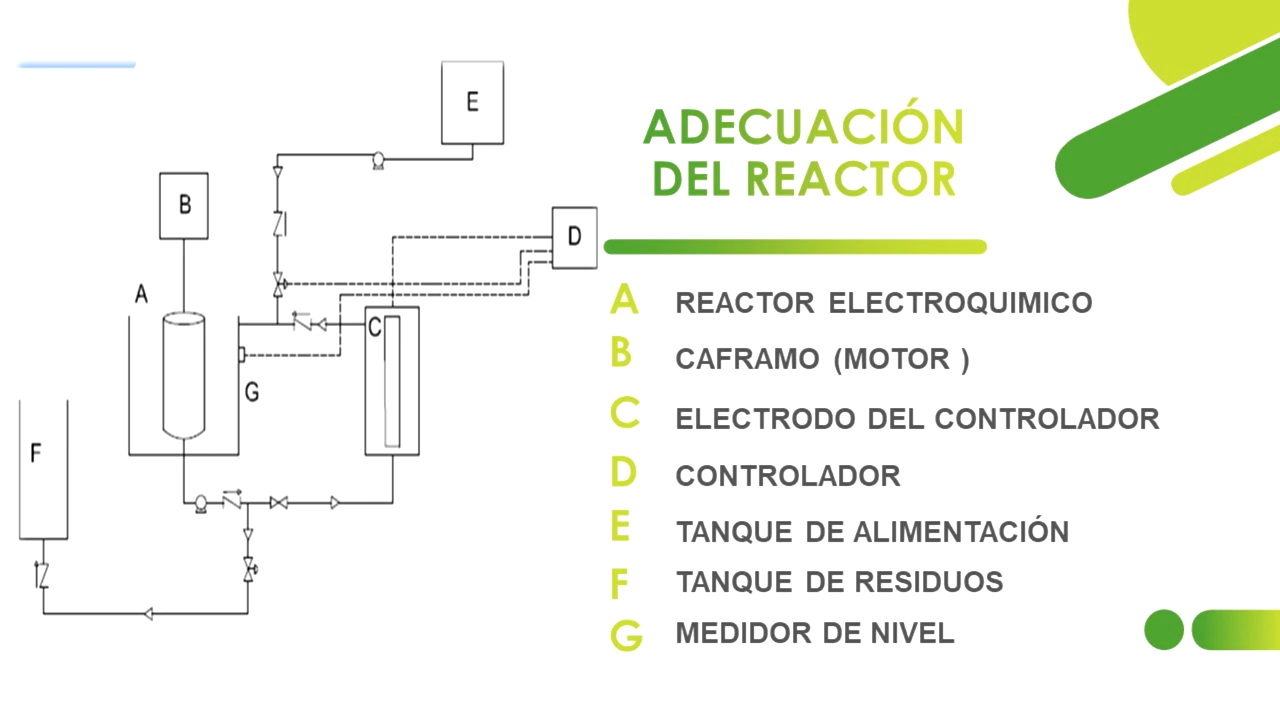 E
B
D
A
C
G
F
ADECUACIÓN
DEL REACTOR
A REACTOR ELECTROQUIMICO
B CAFRAMO (MOTOR )
C ELECTRODO DEL CONTROLADOR
D CONTROLADOR
E TANQUE DE ALIMENTACIÓN
F TANQUE DE RESIDUOS
G MEDIDOR DE NIVEL